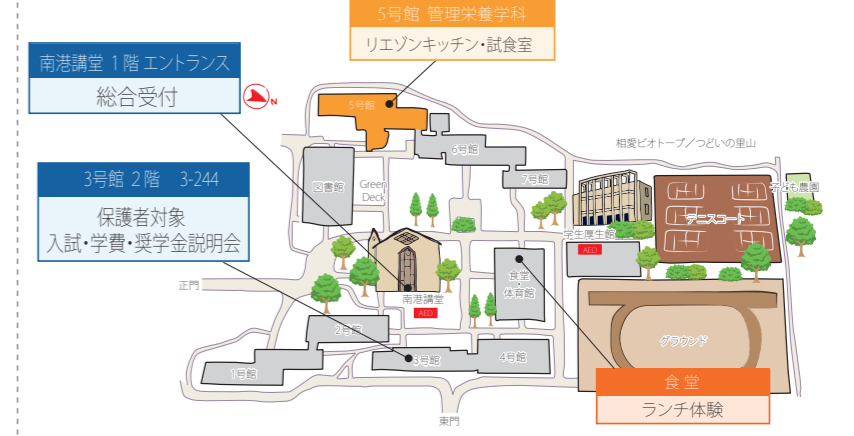 5号館 管理栄養学科
リエゾンキッチン・試食室
南港講堂 1階 エントランス
総合受付
N
3号館 2階 3-244
保護者対象
入試・学費・奨学金説明会
5号館
6号館
7号館
相愛ビオトープ／つどいの里山
図書館
Green
Deck
子ども農園
テニスコート
学生厚生館
AED
正門
南港講堂
AED
食堂
・
体育館
2号館
1号館
3号館
4号館
グラウンド
東門
食堂
ランチ体験